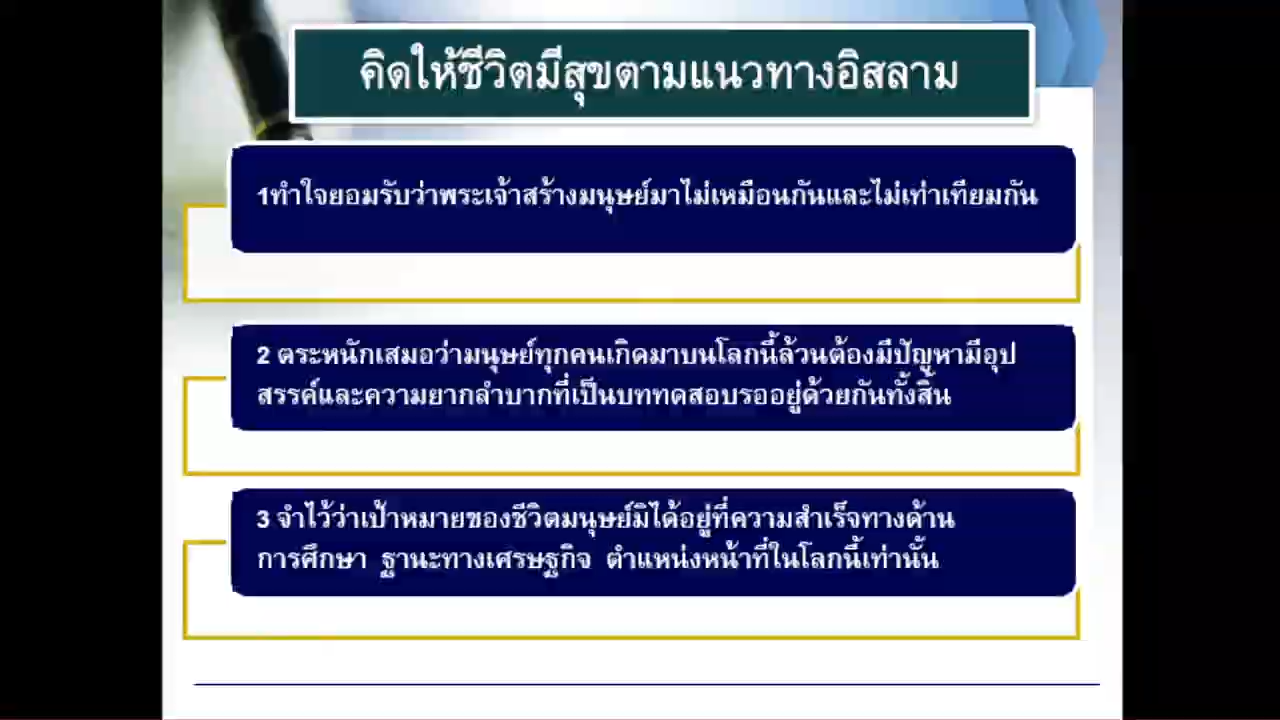 คิดให้ชีวิตมีสุขตามแนวทางอิสลาม
1ทำใจยอมรับว่าพระเจ้าสร้างมนุษย์มาไม่เหมือนกันและไม่เท่าเทียมกัน
2 ตระหนักเสมอว่ามนุษย์ทุกคนเกิดมาบนโลกนี้ล้วนต้องมีปัญหามีอุป
สรรค์และความยากลำบากที่เป็นบททดสอบรออยู่ด้วยกันทั้งสิ้น
3 จำไว้ว่าเป้าหมายของชีวิตมนุษย์มิได้อยู่ที่ความสำเร็จทางด้าน
การศึกษา ฐานะทางเศรษฐกิจ ตำแหน่งหน้าที่ในโลกนี้เท่านั้น